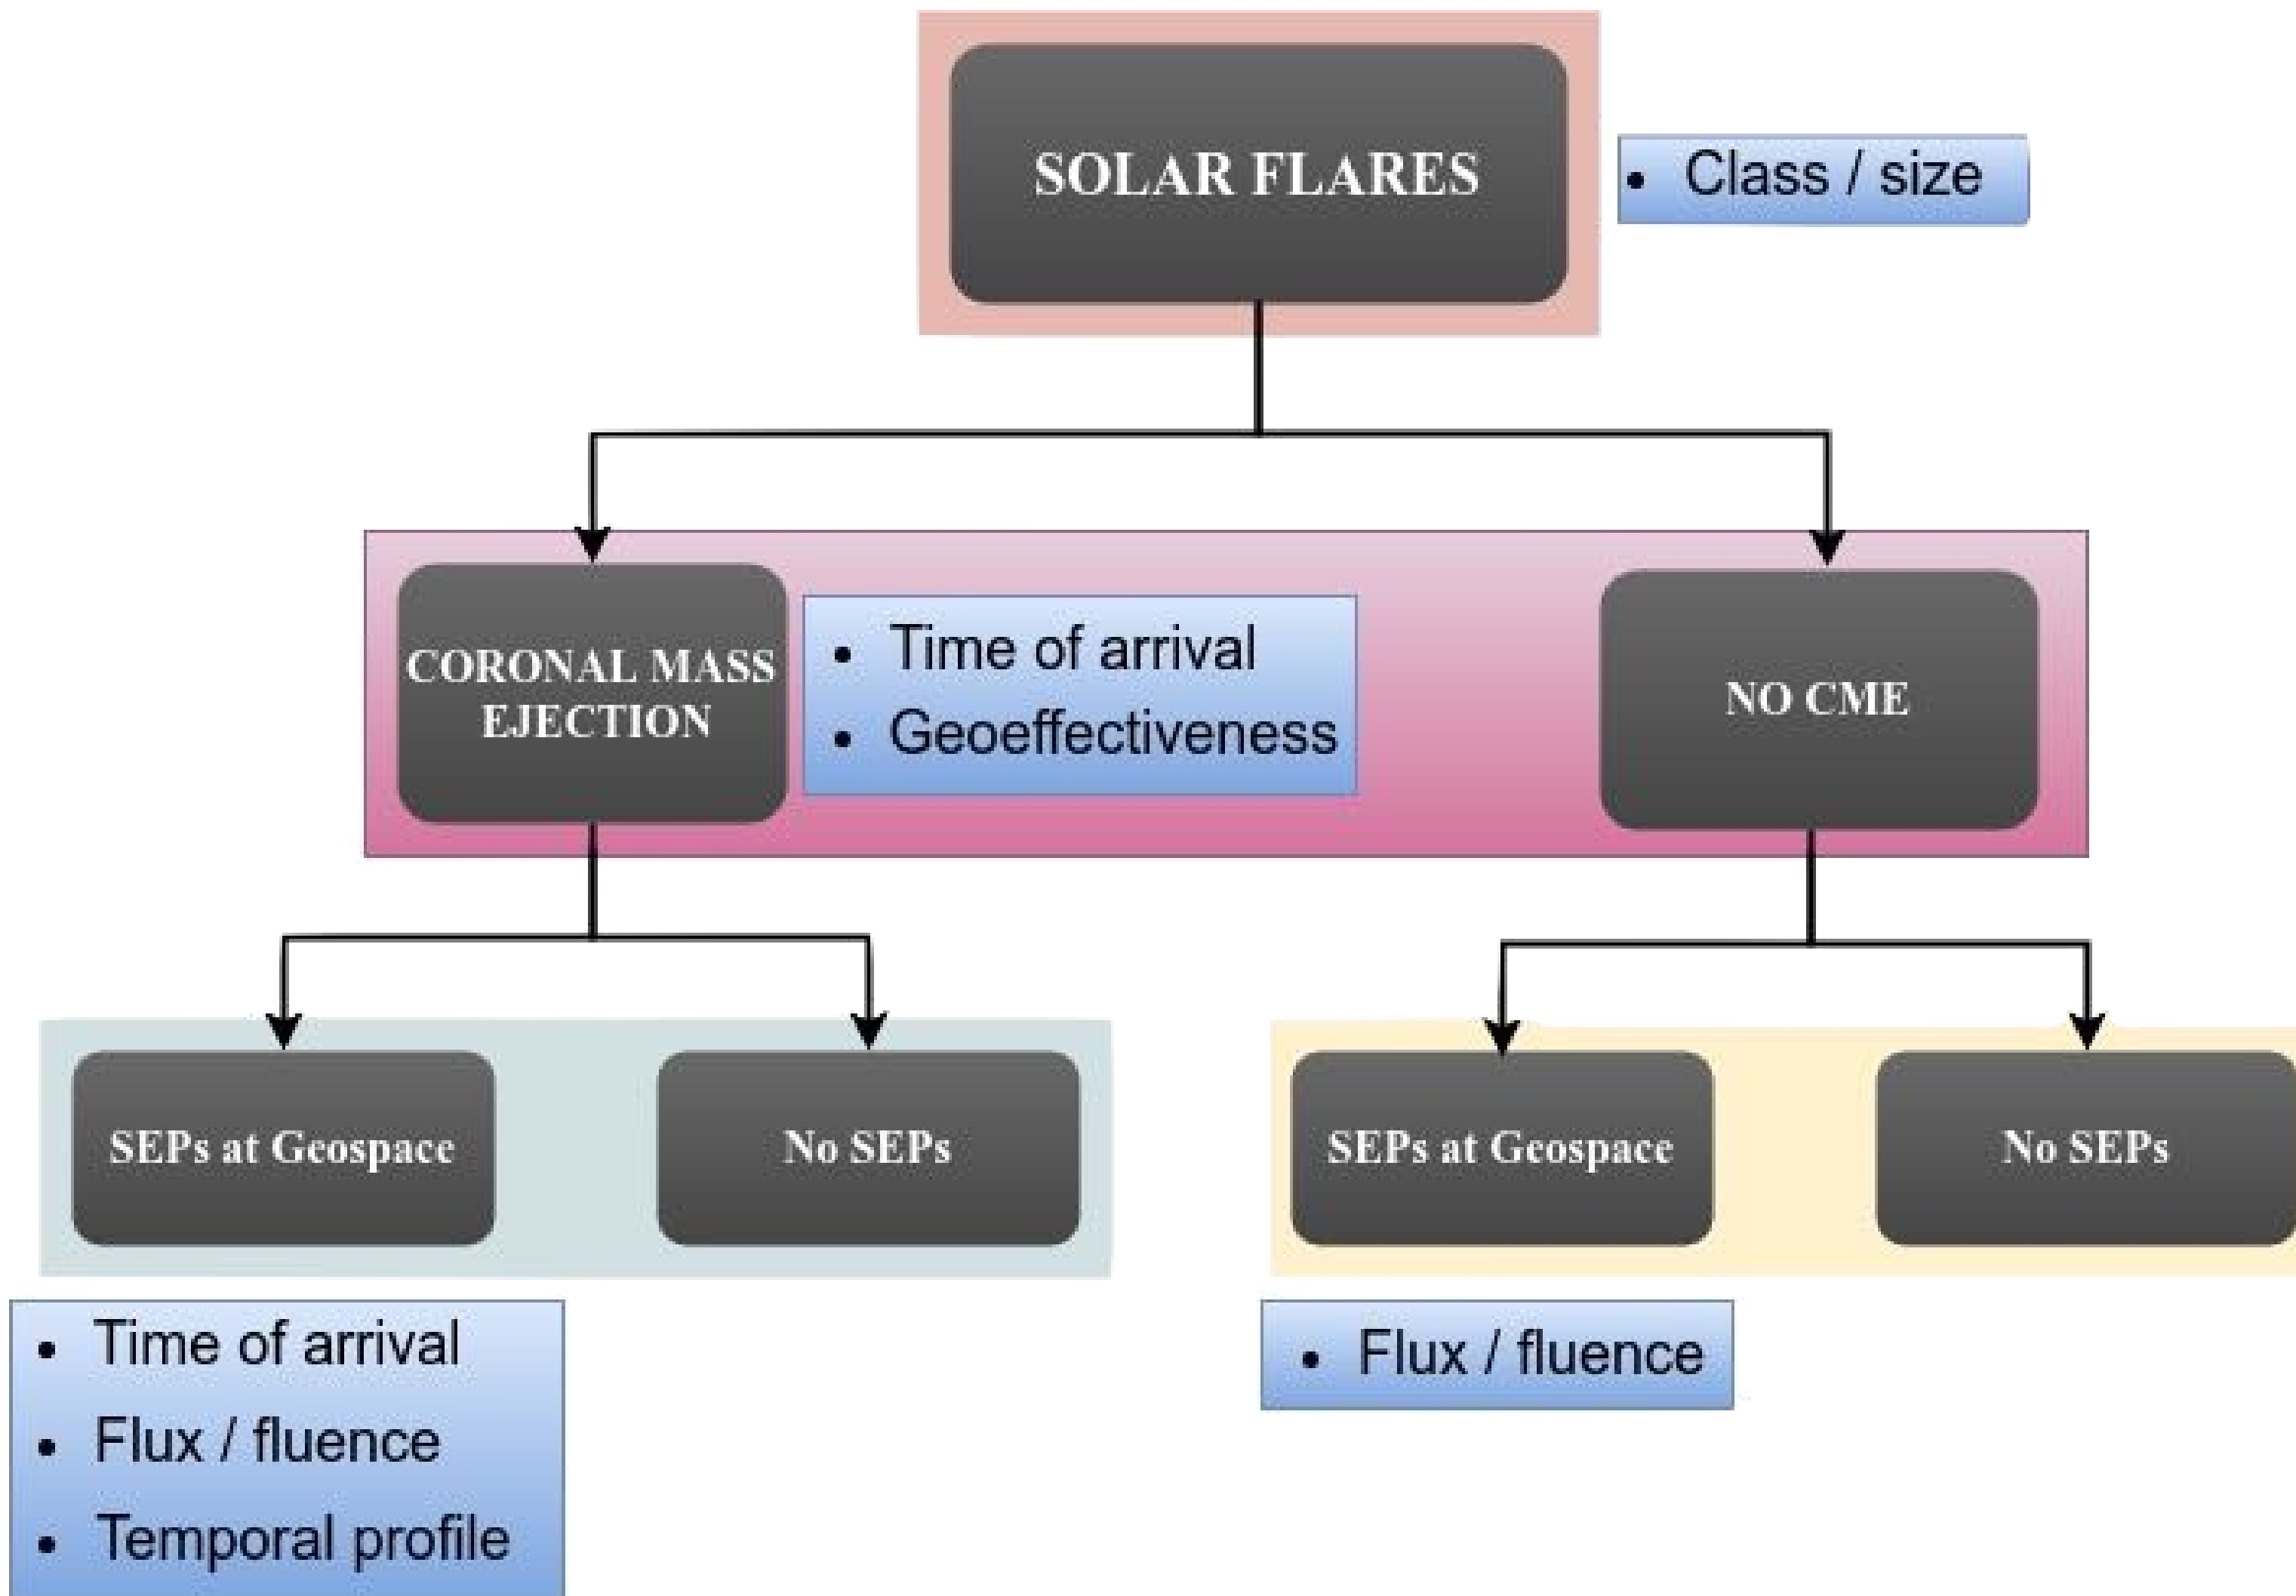 SOLAR FLARES
• Class / size
CORONAL MASS
EJECTION
• Time of arrival
• Geoeffectiveness
NO CME
SEPs at Geospace
No SEPs
SEPs at Geospace
No SEPs
• Time of arrival
• Flux / fluence
• Temporal profile
• Flux / fluence